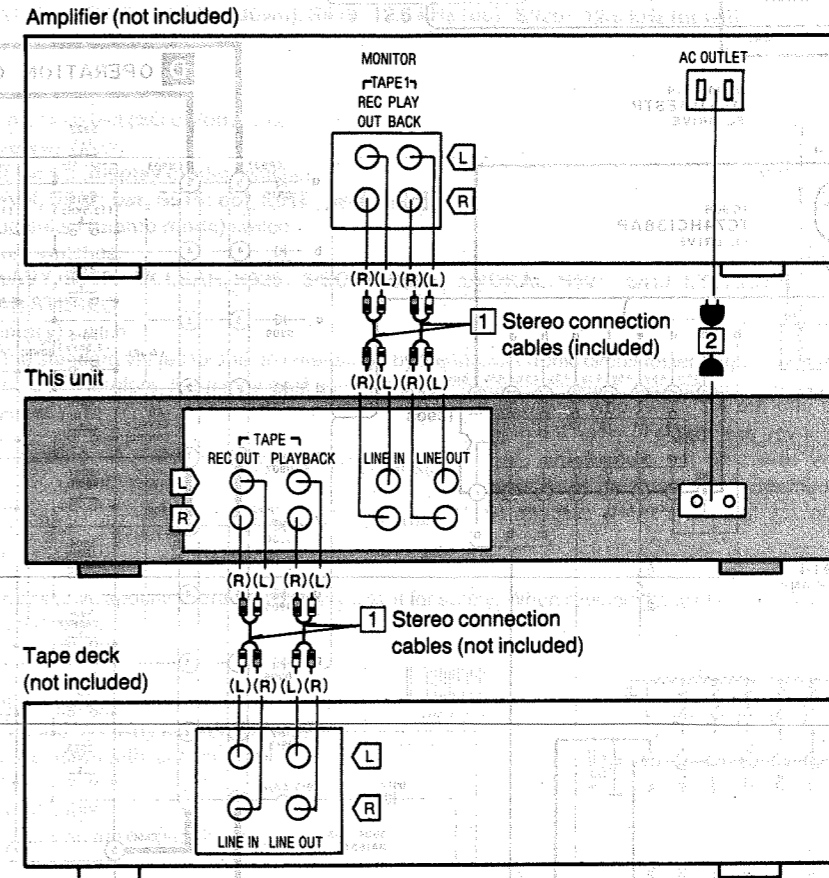 Amplifier (not included)
MONITOR
TAPE1
REC PLAY
OUT BACK
L
R
AC OUTLET
(R)(L) (R)(L)
1 Stereo connection
cables (included)
2
(R)(L) (R)(L)
This unit
TAPE
REC OUT PLAYBACK
LINE IN LINE OUT
L
R
(R)(L) (R)(L)
1 Stereo connection
cables (not included)
Tape deck
(not included)
(L)(R)(L)(R)
L
R
LINE IN LINE OUT